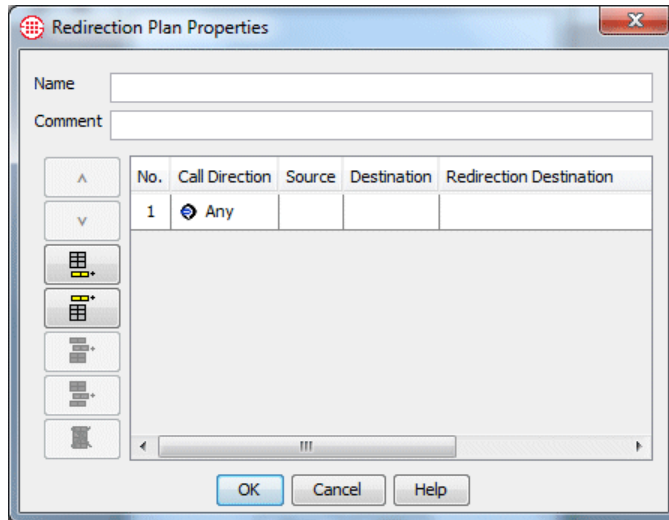 Redirection Plan Properties
Name
Comment
No. Call Direction Source Destination Redirection Destination
1 Any
OK Cancel Help